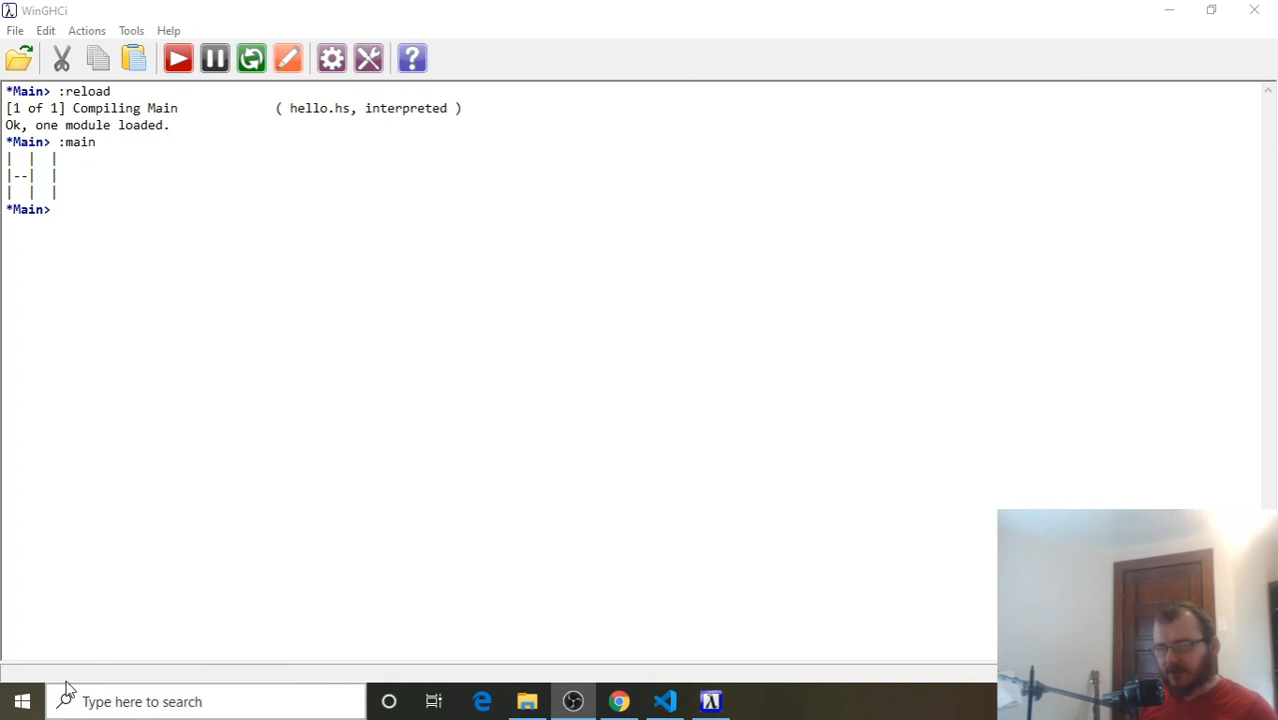 WinGHCi
File Edit Actions Tools Help
*Main> :reload
[1 of 1] Compiling Main ( hello.hs, interpreted )
Ok, one module loaded.
*Main> :main
| | |
|--| |
| | |
*Main>
Type here to search